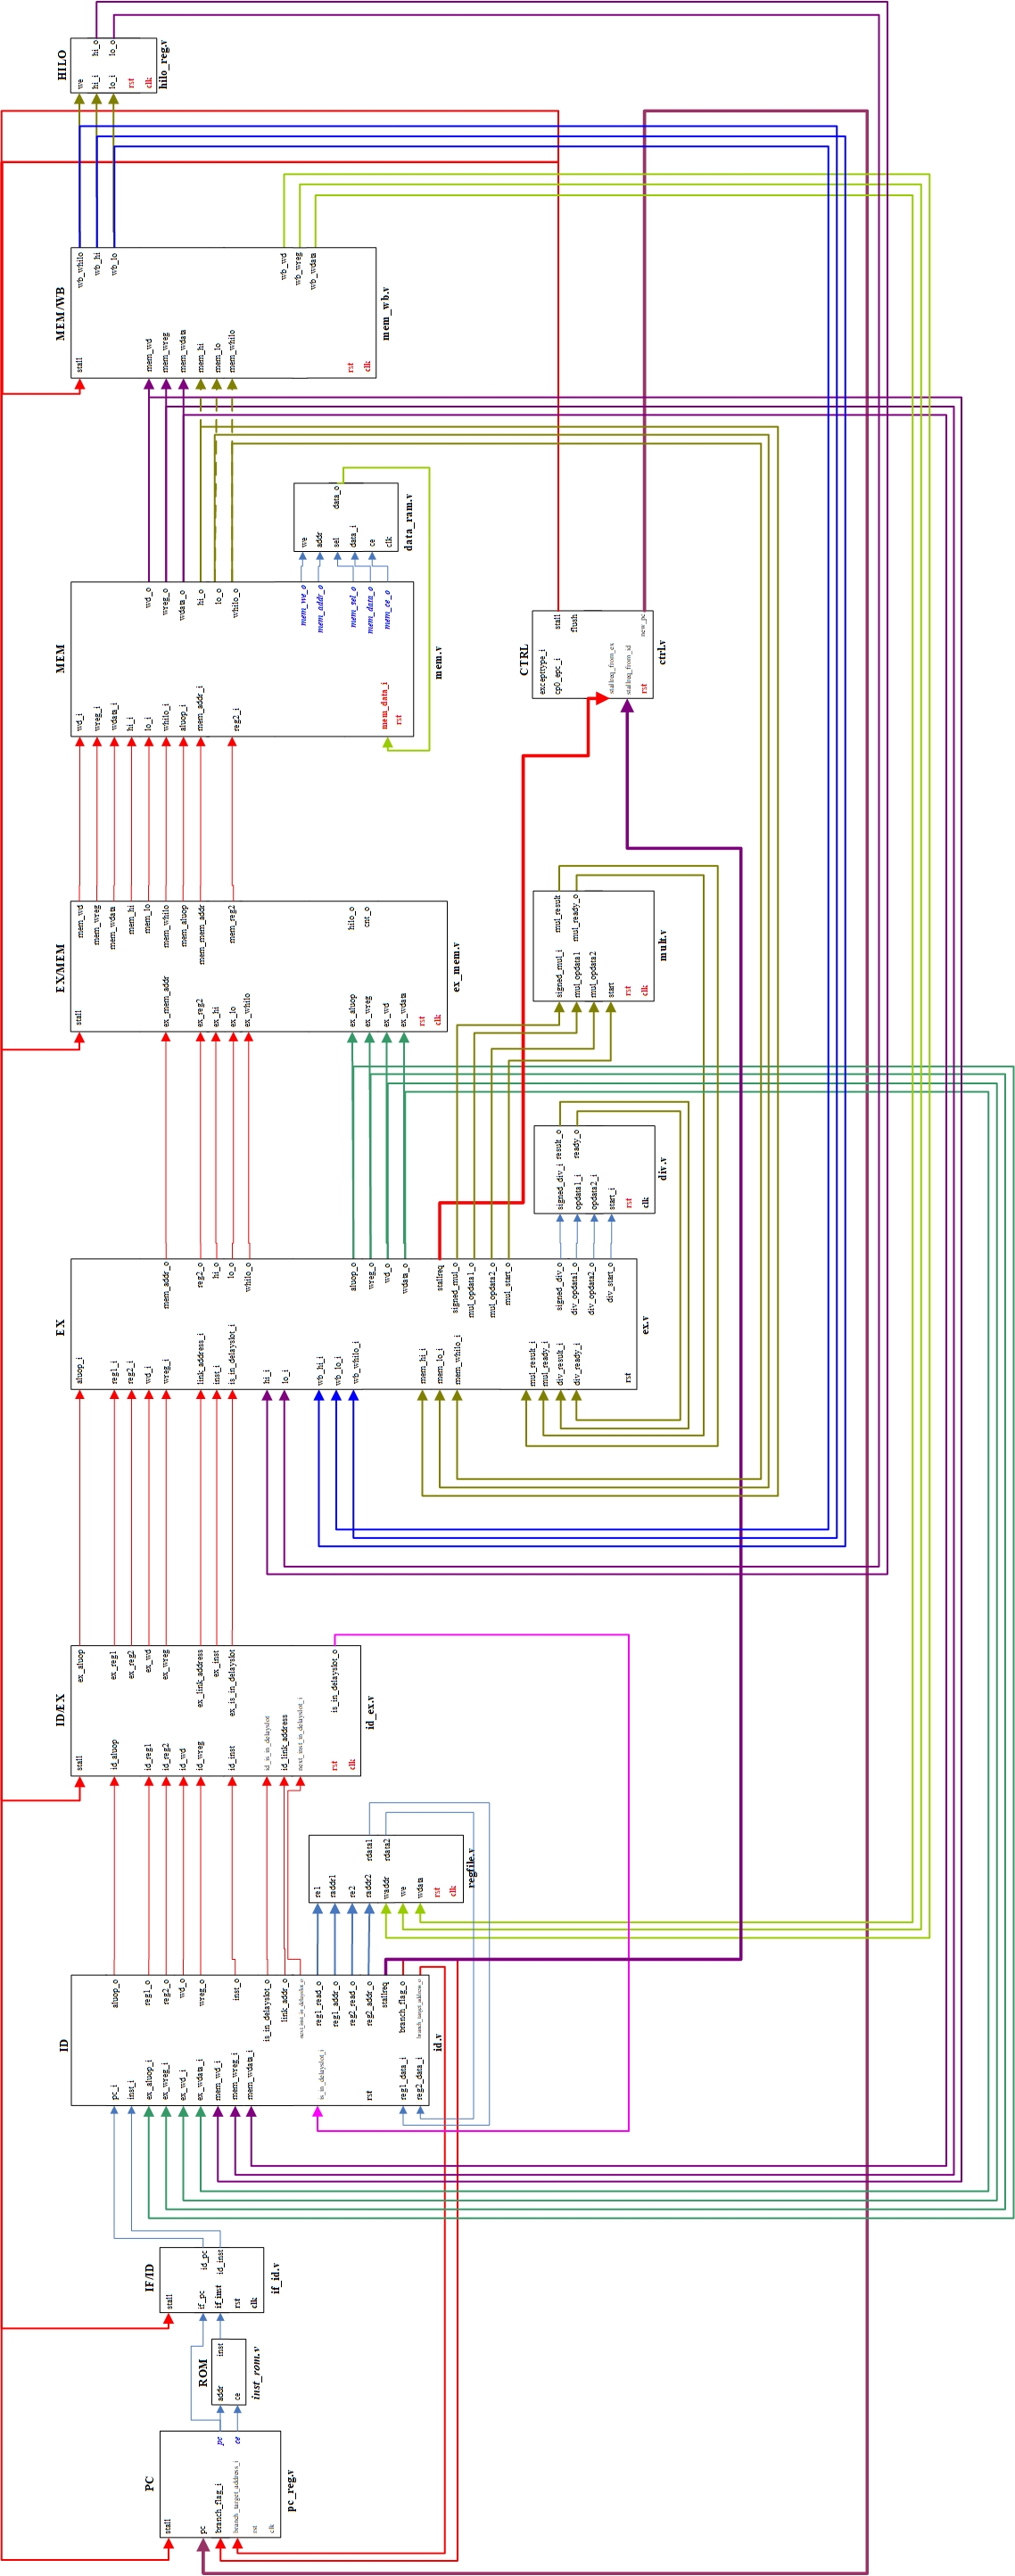 PC
stall
pc
branch_flag_i
branch_target_address_i
rst
clk
pc
ce
pc_reg.v
ROM
addr
ce
inst
inst_rom.v
IF/ID
stall
if_pc
if_inst
rst
clk
id_pc
id_inst
if_id.v
ID
pc_i
inst_i
ex_aluop_i
ex_wreg_i
ex_wd_i
ex_wdata_i
mem_wd_i
mem_wreg_i
mem_wdata_i
is_in_delayslot_i
rst
reg1_data_i
reg2_data_i
aluop_o
reg1_o
reg2_o
wd_o
wreg_o
inst_o
is_in_delayslot_o
link_addr_o
next_inst_in_delayslot_o
reg1_read_o
reg1_addr_o
reg2_read_o
reg2_addr_o
stallreq
branch_flag_o
branch_target_address_o
id.v
re1
raddr1
re2
raddr2
waddr
we
wdata
rst
clk
rdata1
rdata2
regfile.v
ID/EX
stall
id_aluop
id_reg1
id_reg2
id_wd
id_wreg
id_inst
id_is_in_delayslot
id_link_address
next_inst_in_delayslot_i
rst
clk
ex_aluop
ex_reg1
ex_reg2
ex_wd
ex_wreg
ex_link_address
ex_inst
ex_is_in_delayslot
is_in_delayslot_o
id_ex.v
EX
aluop_i
reg1_i
reg2_i
wd_i
wreg_i
link_address_i
inst_i
is_in_delayslot_i
hi_i
lo_i
wb_hi_i
wb_lo_i
wb_whilo_i
mem_hi_i
mem_lo_i
mem_whilo_i
mul_result_i
mul_ready_i
div_result_i
div_ready_i
rst
mem_addr_o
reg2_o
hi_o
lo_o
whilo_o
aluop_o
wreg_o
wd_o
wdata_o
stallreq
signed_mul_o
mul_opdata1_o
mul_opdata2_o
mul_start_o
signed_div_o
div_opdata1_o
div_opdata2_o
div_start_o
ex.v
signed_div_i
opdata1_i
opdata2_i
start_i
rst
clk
result_o
ready_o
div.v
EX/MEM
stall
ex_mem_addr
ex_reg2
ex_hi
ex_lo
ex_whilo
ex_aluop
ex_wreg
ex_wd
ex_wdata
rst
clk
mem_wd
mem_wreg
mem_wdata
mem_hi
mem_lo
mem_whilo
mem_aluop
mem_mem_addr
mem_reg2
hilo_o
cnt_o
ex_mem.v
signed_mul_i
mul_opdata1
mul_opdata2
start
rst
clk
mul_result
mul_ready_o
mult.v
MEM
wd_i
wreg_i
wdata_i
hi_i
lo_i
whilo_i
aluop_i
mem_addr_i
reg2_i
mem_data_i
rst
wd_o
wreg_o
wdata_o
hi_o
lo_o
whilo_o
mem_we_o
mem_addr_o
mem_sel_o
mem_data_o
mem_ce_o
mem.v
CTRL
excepttype_i
cp0_epc_i
stallreq_from_ex
stallreq_from_id
rst
stall
flush
new_pc
ctrl.v
we
addr
sel
data_i
ce
clk
data_o
data_ram.v
MEM/WB
stall
mem_wd
mem_wreg
mem_wdata
mem_hi
mem_lo
mem_whilo
rst
clk
wb_whilo
wb_hi
wb_lo
wb_wd
wb_wreg
wb_wdata
mem_wb.v
HILO
we
hi_i
lo_i
rst
clk
hi_o
lo_o
hilo_reg.v